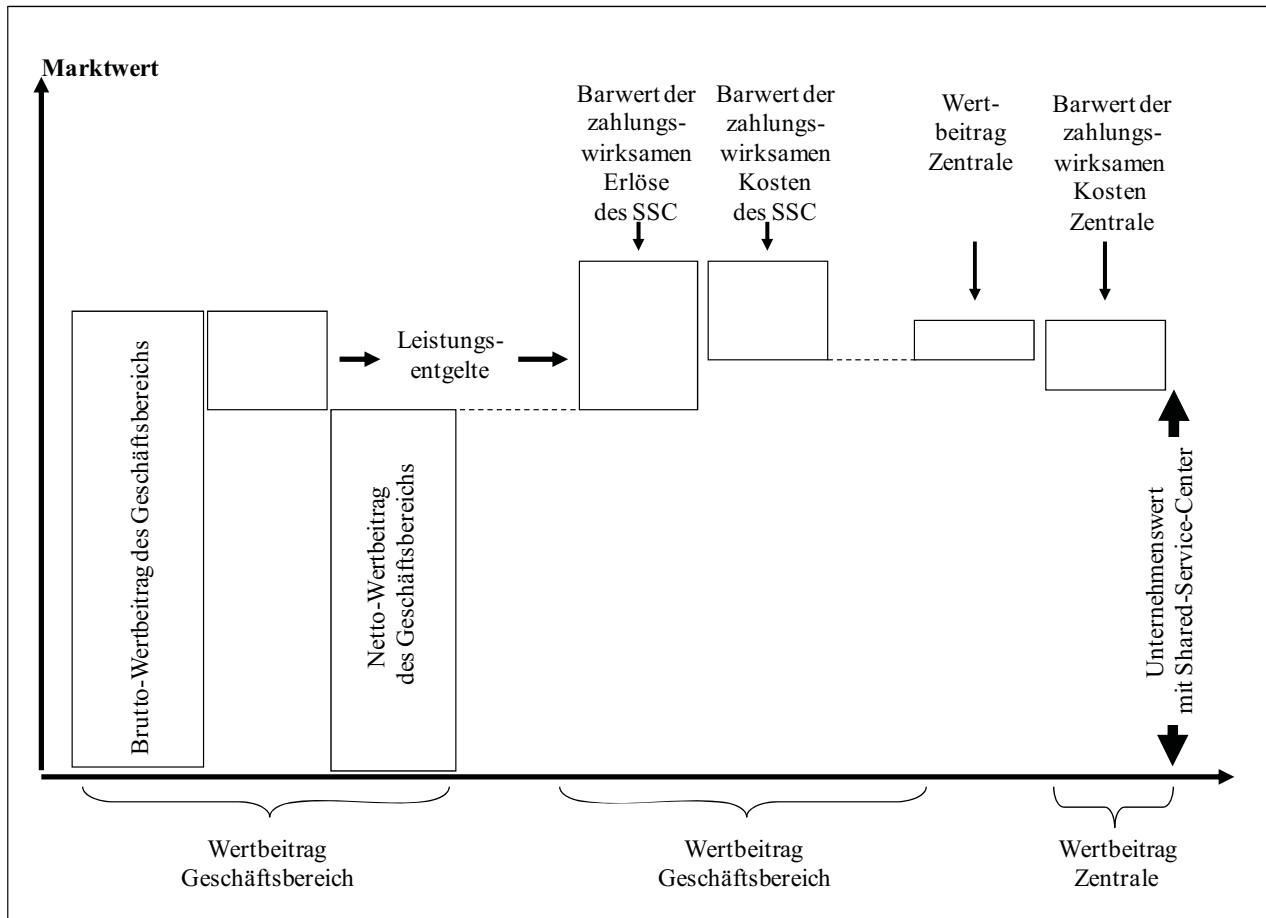 Marktwert
Barwert der
zahlungs-
wirksamen
Erlöse
des SSC
Barwert der
zahlungs-
wirksamen
Kosten
des SSC
Wert-
beitrag
Zentrale
Barwert der
zahlungs-
wirksamen
Kosten
Zentrale
Brutto-Wertbeitrag des Geschäftsbereichs
Leistungs-
entgelte
Netto-Wertbeitrag
des Geschäftsbereichs
Unternehmenswert
mit Shared-Service-Center
Wertbeitrag
Geschäftsbereich
Wertbeitrag
Geschäftsbereich
Wertbeitrag
Zentrale